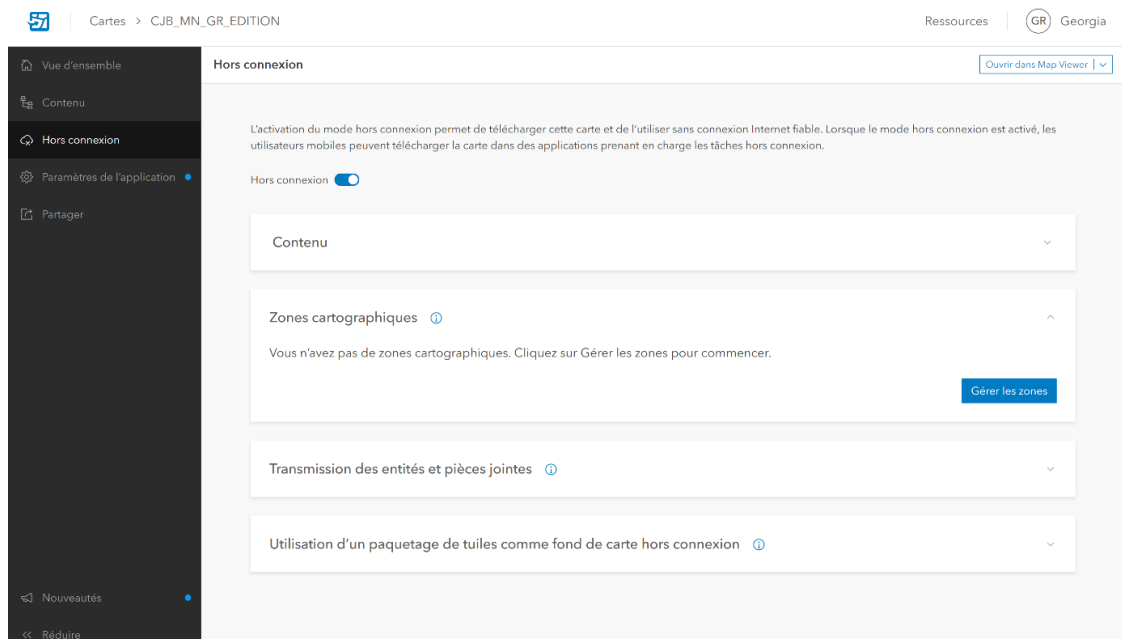 Cartes > CJB_MN_GR_EDITION
Ressources
GR Georgia
Vue d'ensemble
Contenu
Hors connexion
Paramètres de l'application
Partager
Nouveautés
Réduire
Hors connexion
Ouvrir dans Map Viewer
L'activation du mode hors connexion permet de télécharger cette carte et de l'utiliser sans connexion Internet fiable. Lorsque le mode hors connexion est activé, les
utilisateurs mobiles peuvent télécharger la carte dans des applications prenant en charge les tâches hors connexion.
Hors connexion
Contenu
Zones cartographiques
Vous n'avez pas de zones cartographiques. Cliquez sur Gérer les zones pour commencer.
Gérer les zones
Transmission des entités et pièces jointes
Utilisation d'un paquetage de tuiles comme fond de carte hors connexion